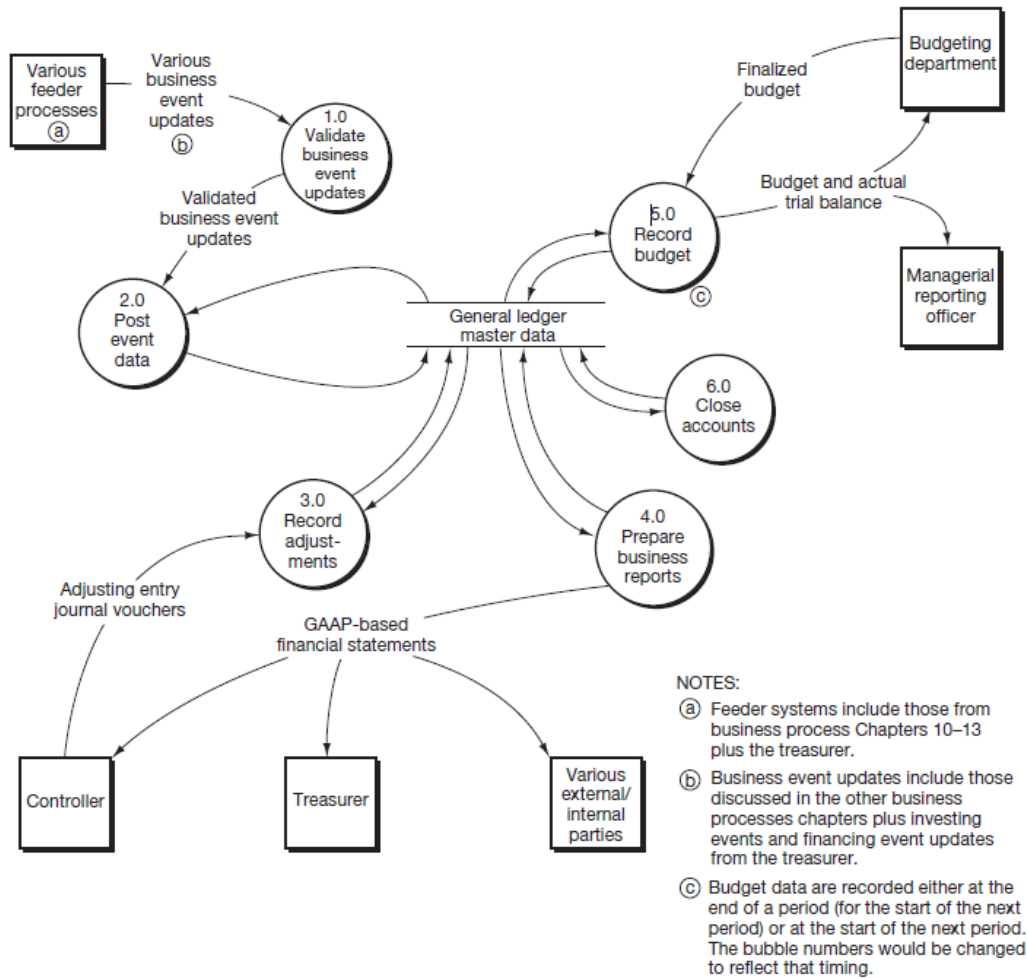 Various
feeder
processes
ⓐ
Various
business
event
updates
ⓑ
1.0
Validate
business
event
updates
Validated
business event
updates
2.0
Post
event
data
Finalized
budget
Budgeting
department
Budget and actual
trial balance
5.0
Record
budget
ⓒ
Managerial
reporting
officer
General ledger
master data
6.0
Close
accounts
3.0
Record
adjust-
ments
4.0
Prepare
business
reports
Adjusting entry
journal vouchers
GAAP-based
financial statements
Controller
Treasurer
Various
external/
internal
parties
NOTES:
ⓐ Feeder systems include those from
business process Chapters 10–13
plus the treasurer.
ⓑ Business event updates include those
discussed in the other business
processes chapters plus investing
events and financing event updates
from the treasurer.
ⓒ Budget data are recorded either at the
end of a period (for the start of the next
period) or at the start of the next period.
The bubble numbers would be changed
to reflect that timing.